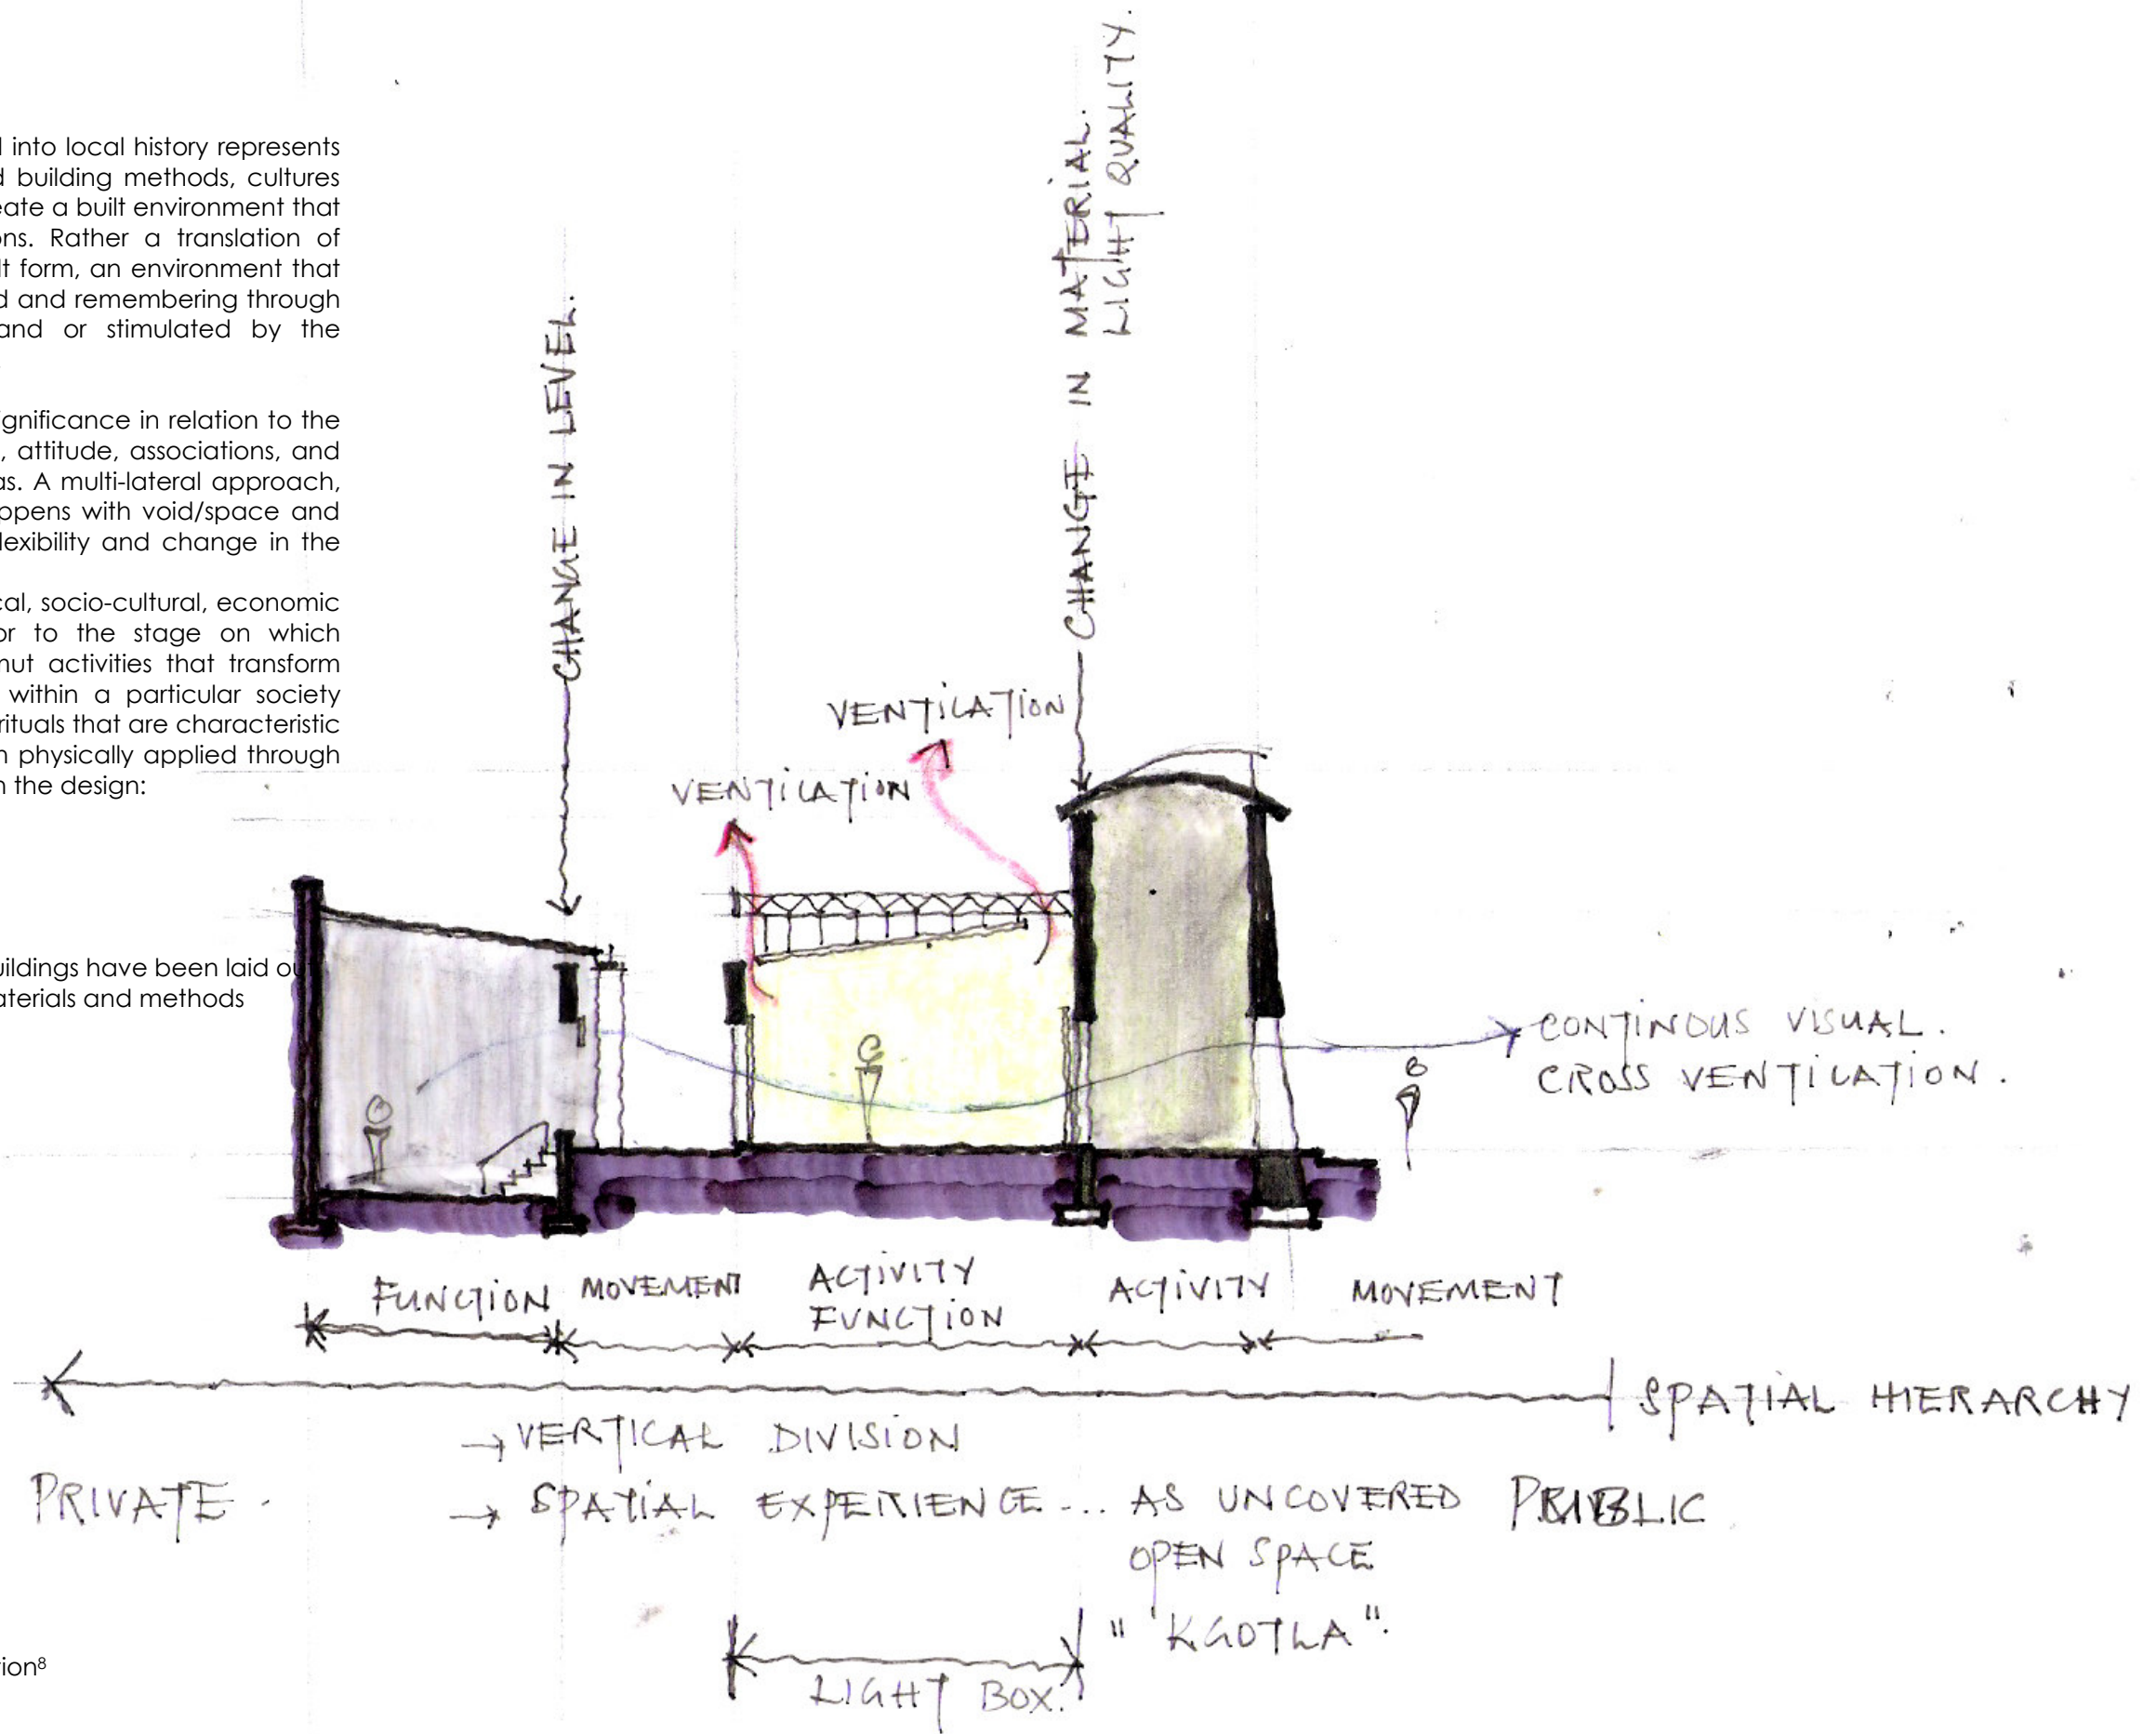 into local history represents
building methods, cultures
eate a built environment that
ons. Rather a translation of
lt form, an environment that
d and remembering through
and or stimulated by the
gnificance in relation to the
, attitude, associations, and
as. A multi-lateral approach,
ppens with void/space and
lexibility and change in the
cal, socio-cultural, economic
or to the stage on which
nut activities that transform
within a particular society
rituals that are characteristic
n physically applied through
n the design:
uildings have been laid ou
aterials and methods
tion8
CHANGE IN LEVEL.
CHANGE IN MATERIAL.
LIGHT QUALITY.
VENTILATION
VENTILATION
CONTINOUS VISUAL.
CROSS VENTILATION.
FUNCTION
MOVEMENT
ACTIVITY
FUNCTION
ACTIVITY
MOVEMENT
SPATIAL HIERARCHY
→ VERTICAL DIVISION
PRIVATE.
→ SPATIAL EXPERIENCE... AS UNCOVERED
OPEN SPACE
"KGOTLA".
PUBLIC
LIGHT BOX.